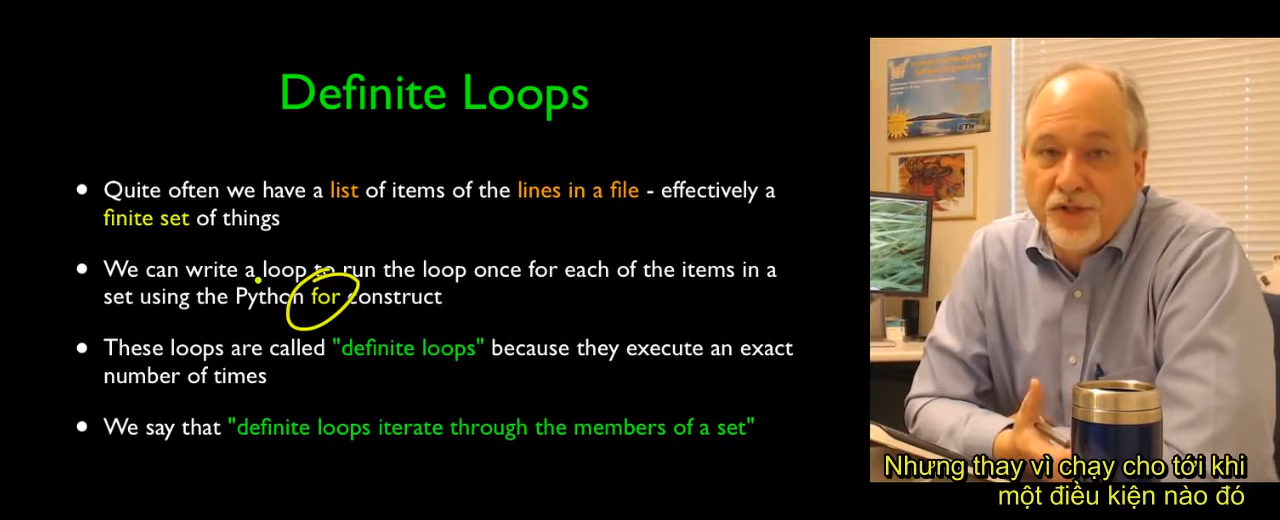 Definite Loops
• Quite often we have a list of items of the lines in a file - effectively a
finite set of things
• We can write a loop to run the loop once for each of the items in a
set using the Python for construct
• These loops are called "definite loops" because they execute an exact
number of times
• We say that "definite loops iterate through the members of a set"
ETH
Nhưng thay vì chạy cho tới khi
một điều kiện nào đó